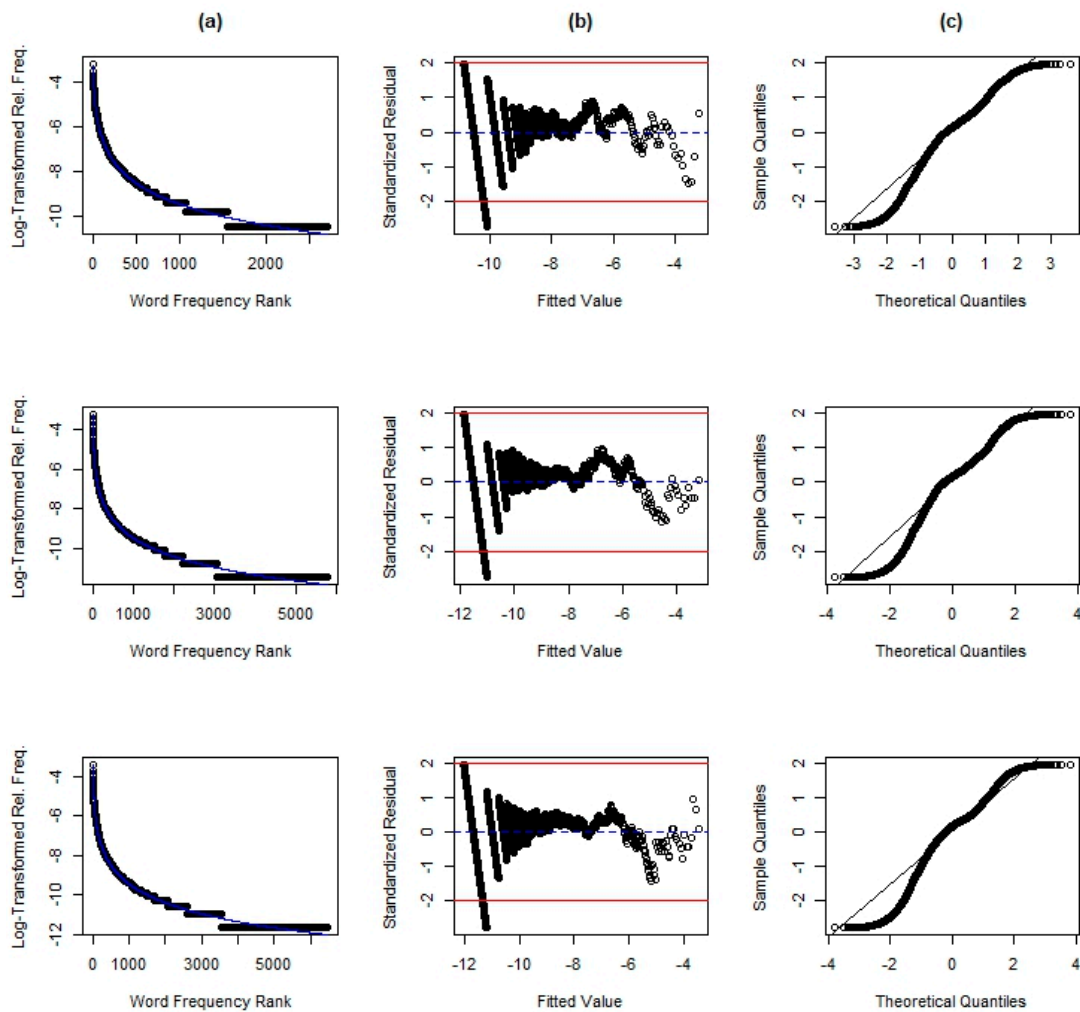 (a) (b) (c)
Log-Transformed Rel. Freq.
-4
-6
-8
-10
0 500 1000 2000
Word Frequency Rank
Standardized Residual
2
1
0
-1
-2
-10 -8 -6 -4
Fitted Value
Sample Quantiles
2
1
0
-1
-2
-3 -2 -1 0 1 2 3
Theoretical Quantiles
Log-Transformed Rel. Freq.
-4
-6
-8
-10
0 1000 3000 5000
Word Frequency Rank
Standardized Residual
2
1
0
-1
-2
-12 -10 -8 -6 -4
Fitted Value
Sample Quantiles
2
1
0
-1
-2
-4 -2 0 2 4
Theoretical Quantiles
Log-Transformed Rel. Freq.
-4
-6
-8
-10
-12
0 1000 3000 5000
Word Frequency Rank
Standardized Residual
2
1
0
-1
-2
-12 -10 -8 -6 -4
Fitted Value
Sample Quantiles
2
1
0
-1
-2
-4 -2 0 2 4
Theoretical Quantiles